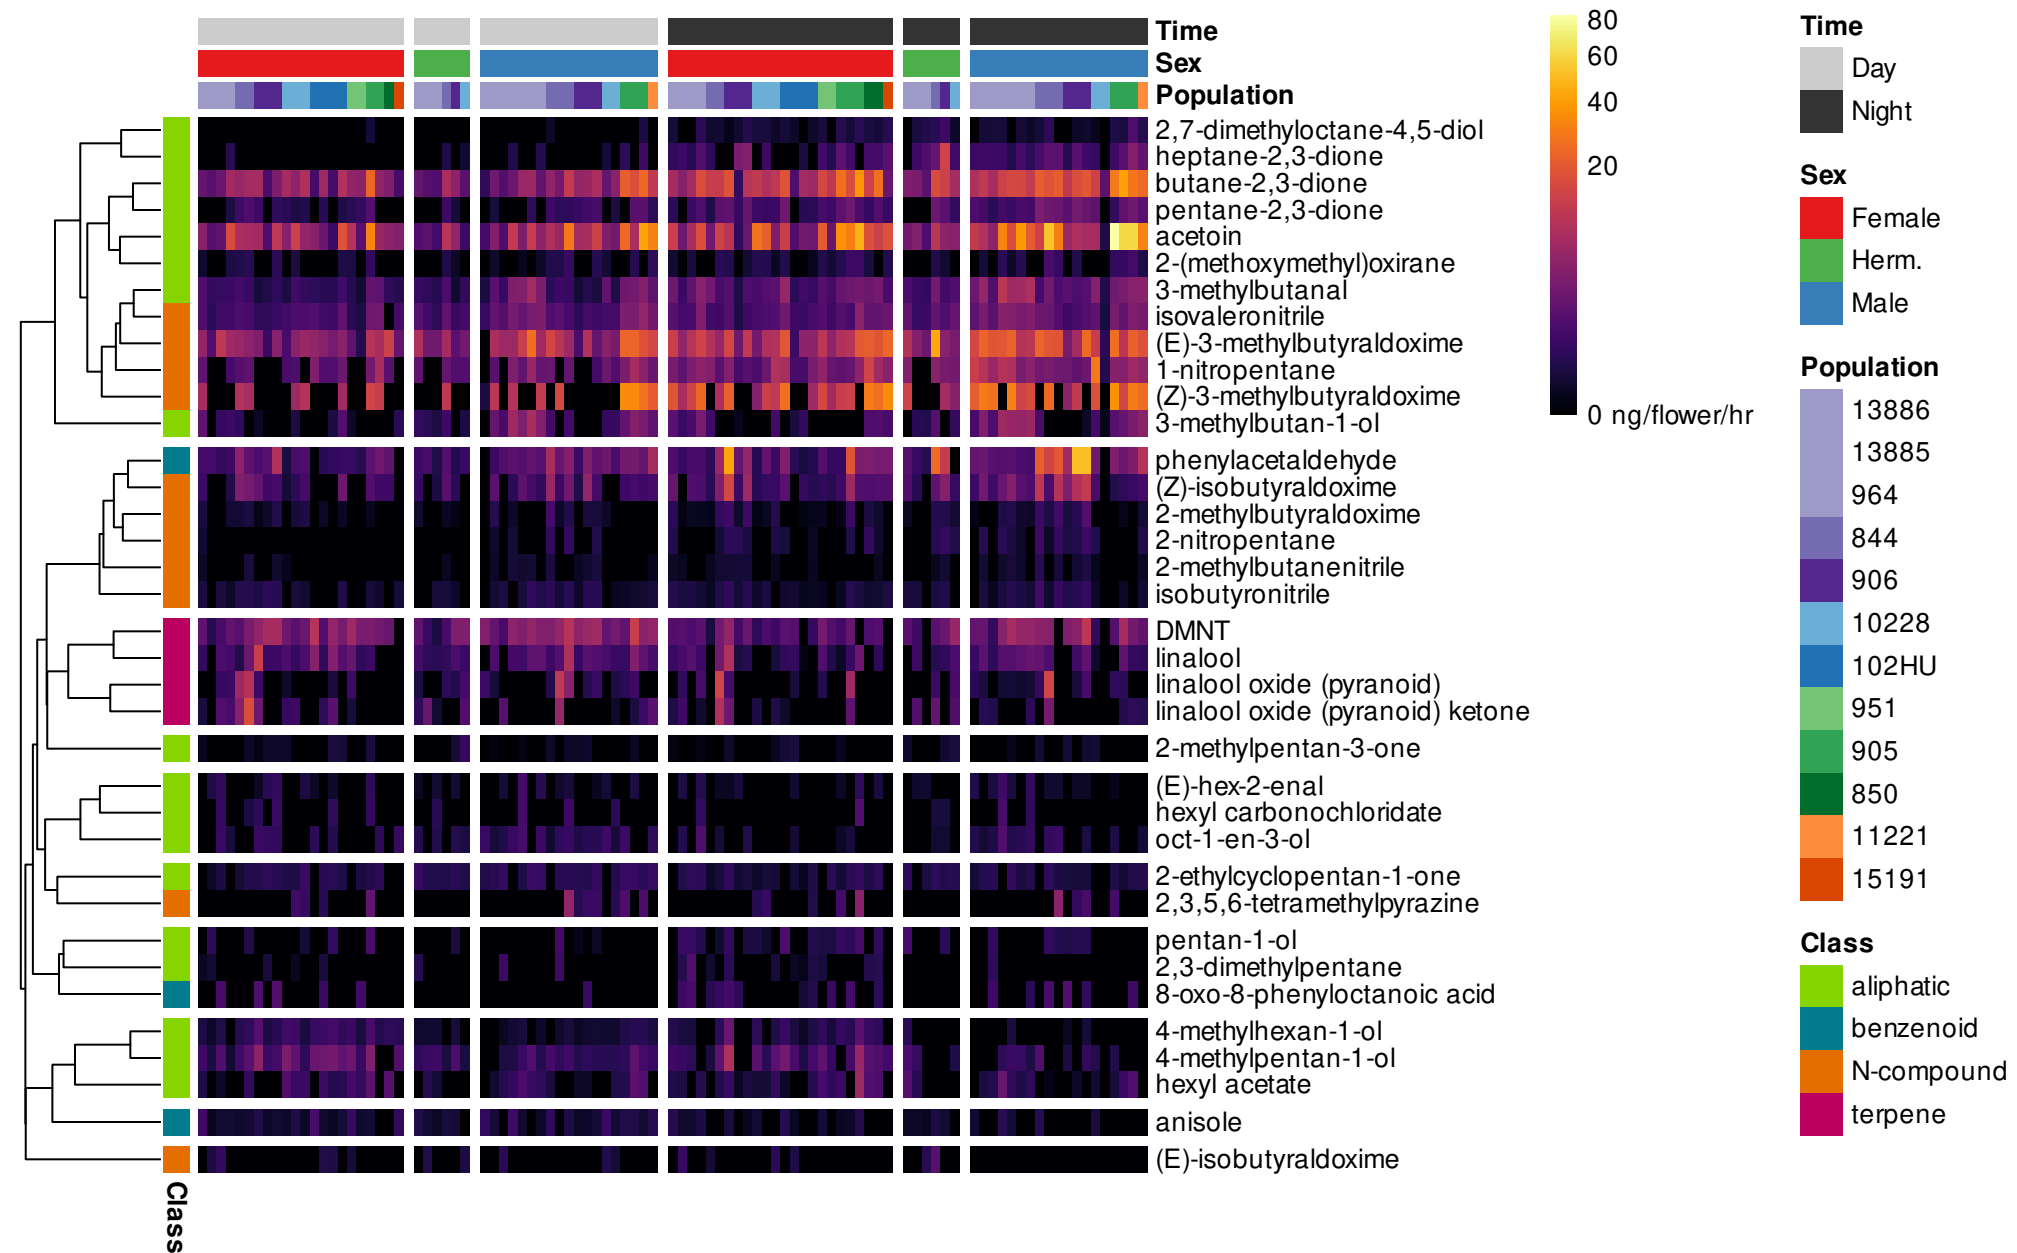 Time
Sex
Population
2,7-dimethyloctane-4,5-diol
heptane-2,3-dione
butane-2,3-dione
pentane-2,3-dione
acetoin
2-(methoxymethyl)oxirane
3-methylbutanal
isovaleronitrile
(E)-3-methylbutyraldoxime
1-nitropentane
(Z)-3-methylbutyraldoxime
3-methylbutan-1-ol
phenylacetaldehyde
(Z)-isobutyraldoxime
2-methylbutyraldoxime
2-nitropentane
2-methylbutanenitrile
isobutyronitrile
DMNT
linalool
linalool oxide (pyranoid)
linalool oxide (pyranoid) ketone
2-methylpentan-3-one
(E)-hex-2-enal
hexyl carbonochloridate
oct-1-en-3-ol
2-ethylcyclopentan-1-one
2,3,5,6-tetramethylpyrazine
pentan-1-ol
2,3-dimethylpentane
8-oxo-8-phenyloctanoic acid
4-methylhexan-1-ol
4-methylpentan-1-ol
hexyl acetate
anisole
(E)-isobutyraldoxime
Class
80
60
40
20
0 ng/flower/hr
Time
Day
Night
Sex
Female
Herm.
Male
Population
13886
13885
964
844
906
10228
102HU
951
905
850
11221
15191
Class
aliphatic
benzenoid
N-compound
terpene